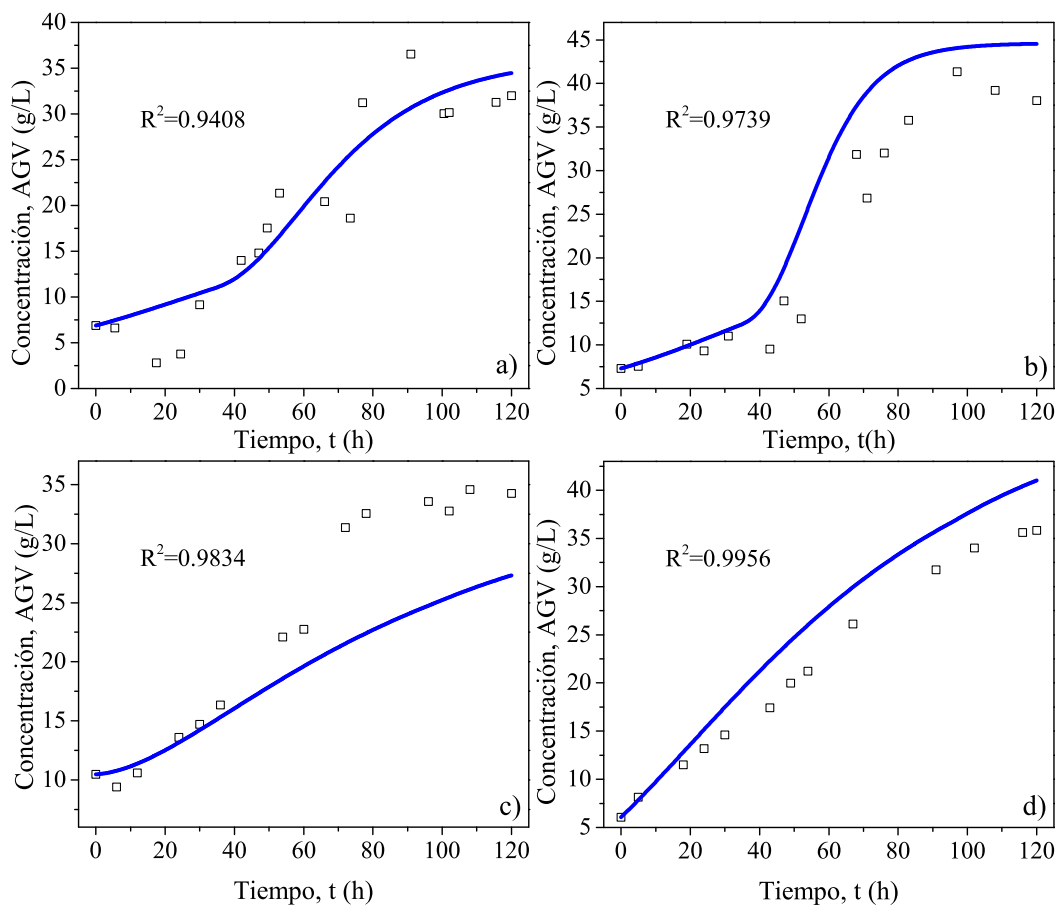 Concentración, AGV (g/L)
40
35
30
25
20
15
10
5
0
R²=0.9408
a)
0 20 40 60 80 100 120
Tiempo, t (h)
Concentración, AGV (g/L)
45
40
35
30
25
20
15
10
5
R²=0.9739
b)
0 20 40 60 80 100 120
Tiempo, t(h)
Concentración, AGV (g/L)
35
30
25
20
15
10
R²=0.9834
c)
0 20 40 60 80 100 120
Tiempo, t (h)
Concentración, AGV (g/L)
40
35
30
25
20
15
10
5
R²=0.9956
d)
0 20 40 60 80 100 120
Tiempo, t (h)